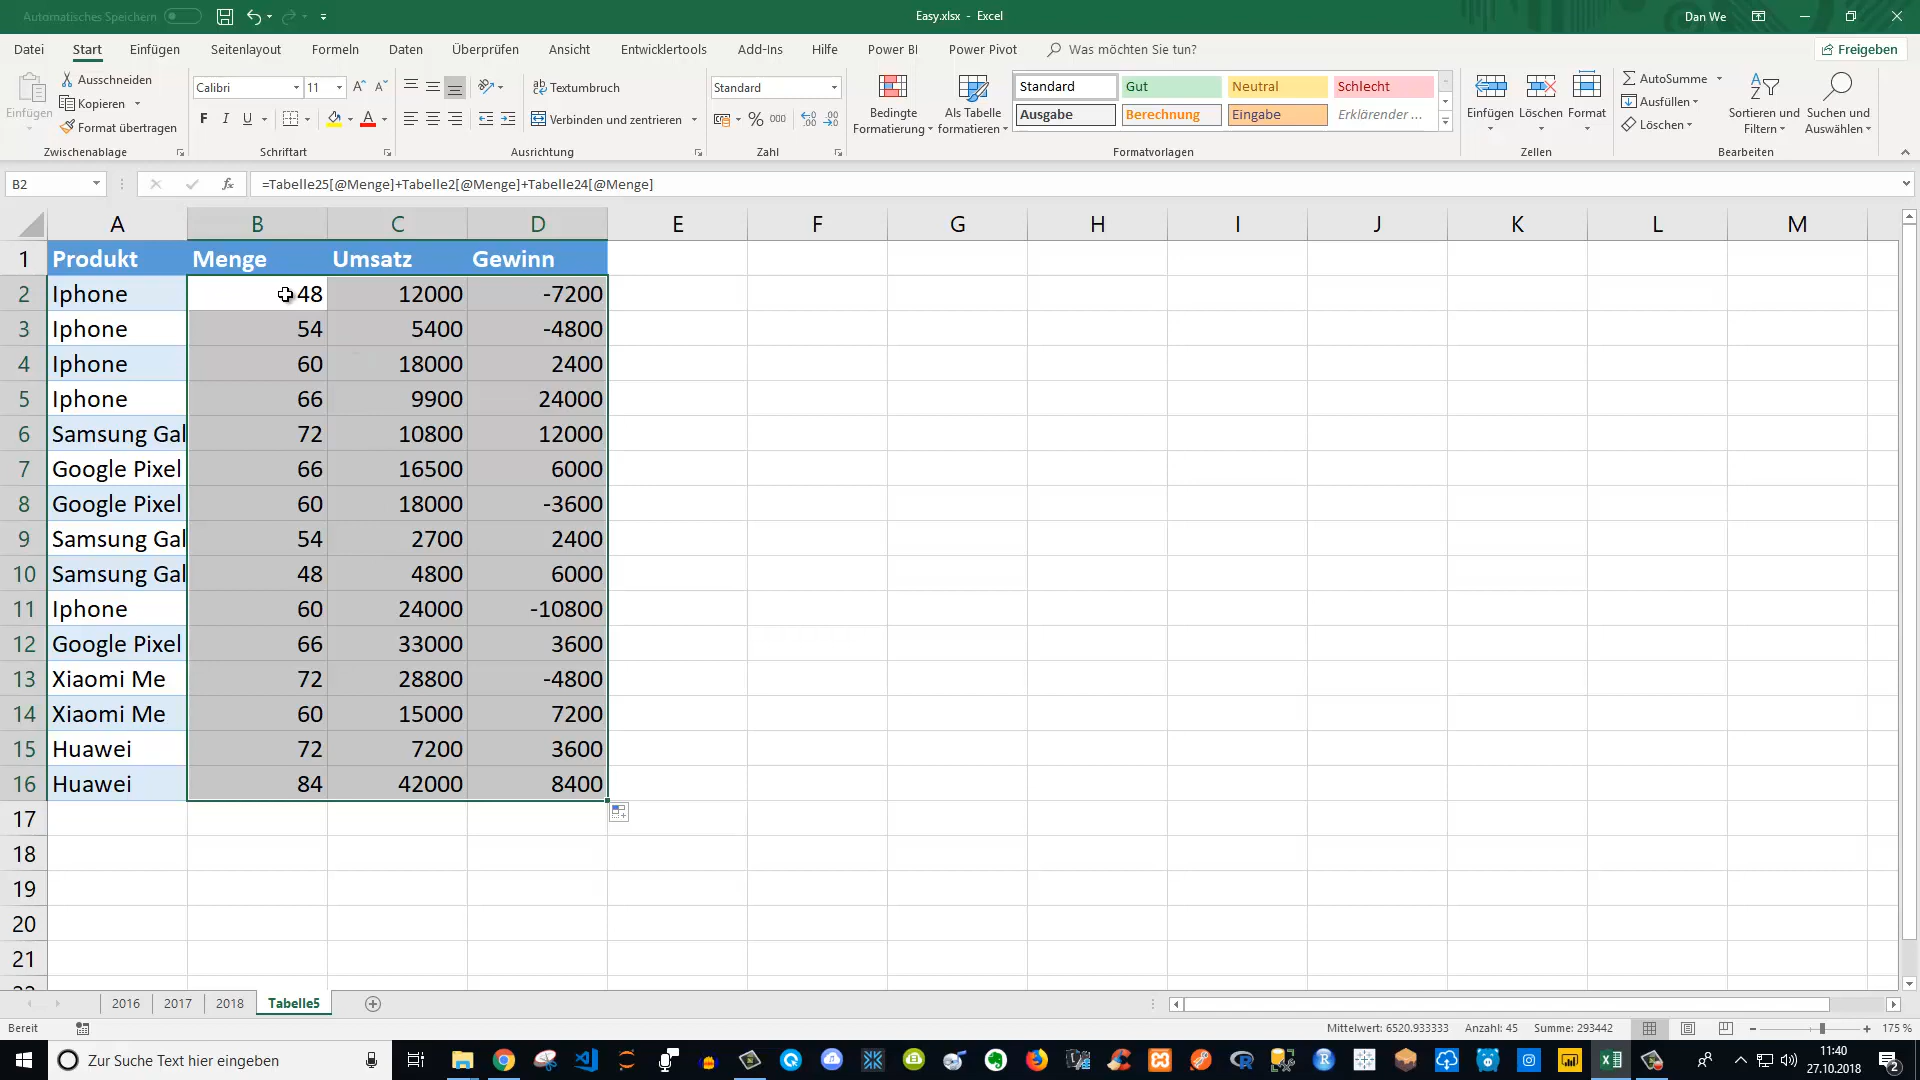 Automatisches Speichern
Easy.xlsx - Excel
Dan We
Datei Start Einfügen Seitenlayout Formeln Daten Überprüfen Ansicht Entwicklertools Add-Ins Hilfe Power BI Power Pivot Was möchten Sie tun? Freigeben
Einfügen
Ausschneiden
Kopieren
Format übertragen
Zwischenablage
Calibri 11
F K U
Schriftart
Textumbruch
Verbinden und zentrieren
Ausrichtung
Standard
% 000
Zahl
Bedingte Formatierung
Als Tabelle formatieren
Standard Gut Neutral Schlecht
Ausgabe Berechnung Eingabe Erklärender ...
Formatvorlagen
Einfügen Löschen Format
Zellen
AutoSumme
Ausfüllen
Löschen
Sortieren und Filtern
Suchen und Auswählen
Bearbeiten
B2 fx =Tabelle25[@Menge]+Tabelle2[@Menge]+Tabelle24[@Menge]
A B C D E F G H I J K L M
1 Produkt Menge Umsatz Gewinn
2 Iphone 48 12000 -7200
3 Iphone 54 5400 -4800
4 Iphone 60 18000 2400
5 Iphone 66 9900 24000
6 Samsung Gal 72 10800 12000
7 Google Pixel 66 16500 6000
8 Google Pixel 60 18000 -3600
9 Samsung Gal 54 2700 2400
10 Samsung Gal 48 4800 6000
11 Iphone 60 24000 -10800
12 Google Pixel 66 33000 3600
13 Xiaomi Me 72 28800 -4800
14 Xiaomi Me 60 15000 7200
15 Huawei 72 7200 3600
16 Huawei 84 42000 8400
17
18
19
20
21
2016 2017 2018 Tabelle5
Bereit Mittelwert: 6520.933333 Anzahl: 45 Summe: 293442 175 %
Zur Suche Text hier eingeben
11:40
27.10.2018
2